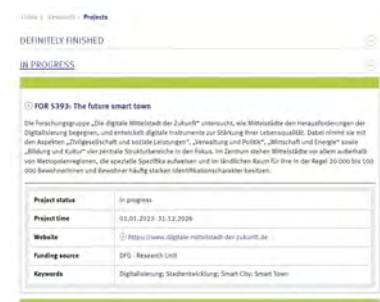 Projects
DEFINITELY FINISHED
IN PROGRESS
FOR 5393: The future smart town
Die Forschungsgruppe „Die digitale Mittelstadt der Zukunft“ untersucht, wie Mittelstädte den Herausforderungen der
Digitalisierung begegnen, und entwickelt digitale Instrumente zur Stärkung ihrer Lebensqualität. Dabei nimmt sie mit
den Aspekten „Zivilgesellschaft und soziale Leistungen“, „Verwaltung und Politik“, „Wirtschaft und Energie“ sowie
„Bildung und Kultur“ vier zentrale Strukturbereiche in den Fokus. Im Zentrum stehen Mittelstädte vor allem außerhalb
von Metropolregionen, die spezielle Spezifika aufweisen und im ländlichen Raum für ihre in der Regel 20 000 bis 100
000 Bewohnerinnen und Bewohner häufig starken Identifikationscharakter besitzen.
Project status in progress
Project time 01.01.2023-31.12.2026
Website https://www.digitale-mittelstadt-der-zukunft.de
Funding source DFG - Research Unit
Keywords Digitalisierung; Stadtentwicklung; Smart City; Smart Town